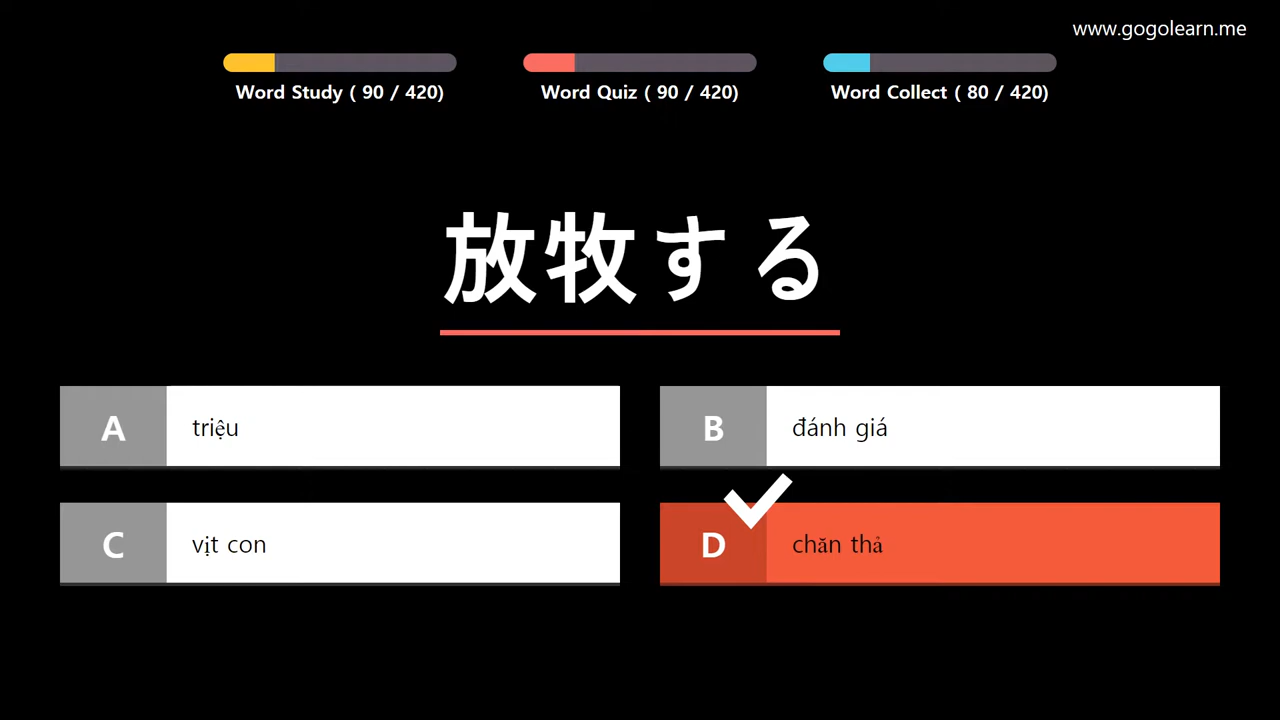 www.gogolearn.me
Word Study ( 90 / 420)
Word Quiz ( 90 / 420)
Word Collect ( 80 / 420)
放牧する
A triệu
B đánh giá
C vịt con
D chăn thả